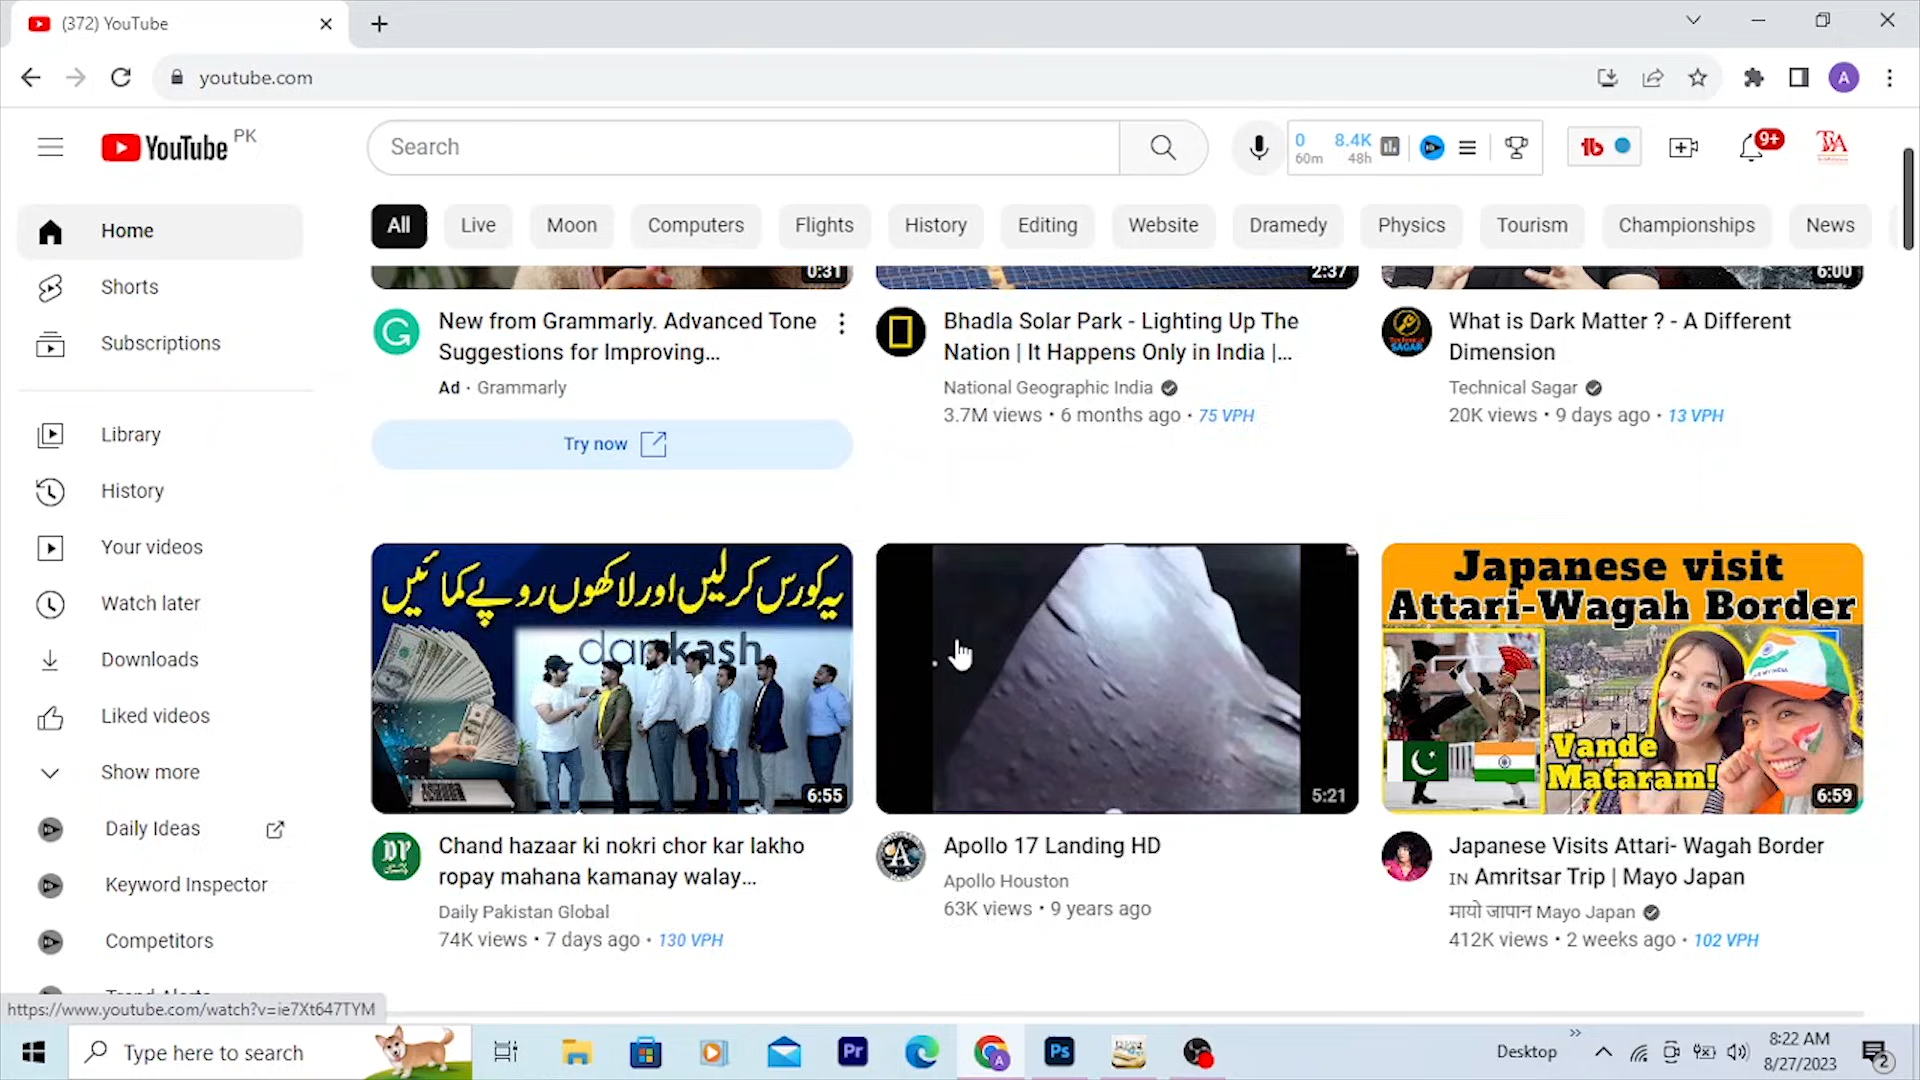 (372) YouTube
youtube.com
YouTube PK
Search
0
60m
8.4K
48h
9+
A
Home
Shorts
Subscriptions
Library
History
Your videos
Watch later
Downloads
Liked videos
Show more
Daily Ideas
Keyword Inspector
Competitors
All
Live
Moon
Computers
Flights
History
Editing
Website
Dramedy
Physics
Tourism
Championships
News
0:31
2:37
6:00
New from Grammarly. Advanced Tone
Suggestions for Improving...
Ad · Grammarly
Try now
Bhadla Solar Park - Lighting Up The
Nation | It Happens Only in India |...
National Geographic India
3.7M views • 6 months ago • 75 VPH
What is Dark Matter ? - A Different
Dimension
Technical Sagar
20K views • 9 days ago • 13 VPH
یہ کورس کر لیں اور لاکھوں روپے کمائیں
6:55
Chand hazaar ki nokri chor kar lakho
ropay mahana kamanay walay...
Daily Pakistan Global
74K views • 7 days ago • 130 VPH
5:21
Apollo 17 Landing HD
Apollo Houston
63K views • 9 years ago
Japanese visit
Attari-Wagah Border
Vande
Mataram!
6:59
Japanese Visits Attari- Wagah Border
IN Amritsar Trip | Mayo Japan
मायो जापान Mayo Japan
412K views • 2 weeks ago • 102 VPH
https://www.youtube.com/watch?v=ie7Xt647TYM
Type here to search
Pr
Ps
Desktop
8:22 AM
8/27/2023
2